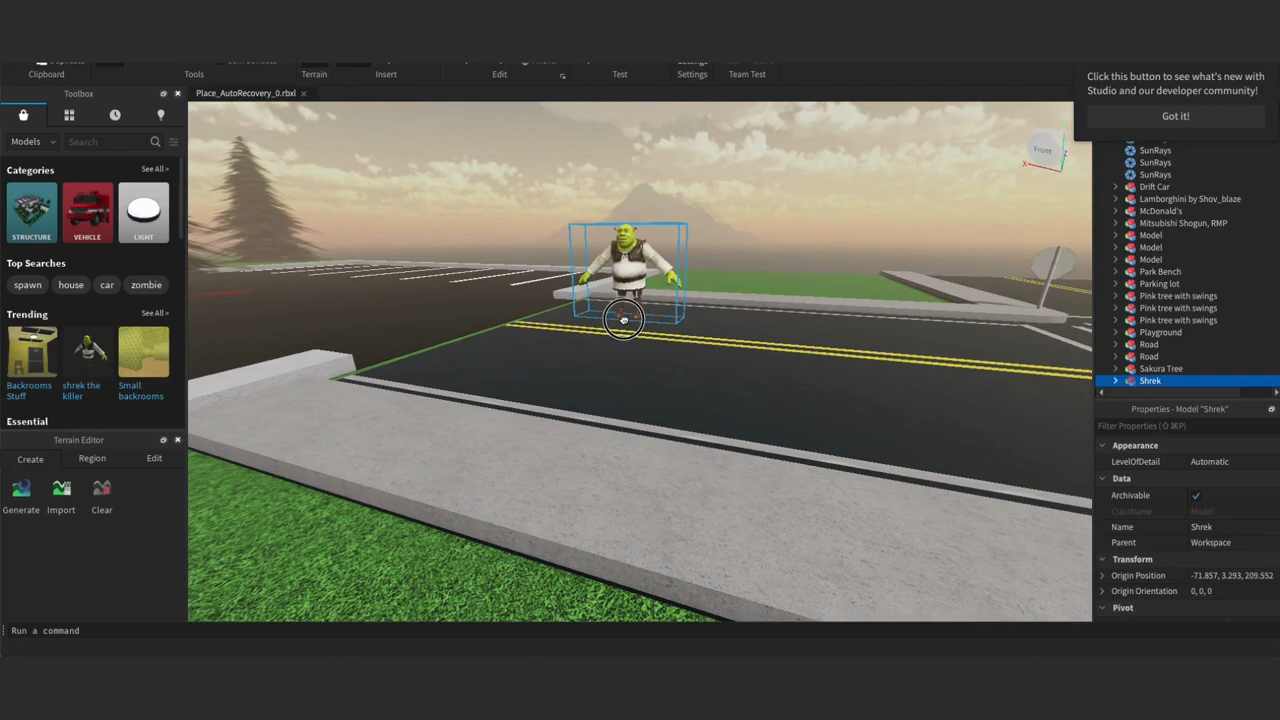 Clipboard
Tools
Terrain
Insert
Edit
Test
Settings
Settings
Team Test
Click this button to see what's new with
Studio and our developer community!
Got it!
Toolbox
Place_AutoRecovery_0.rbxl
Models
Search
Categories
See All >
STRUCTURE
VEHICLE
LIGHT
Top Searches
spawn
house
car
zombie
Trending
See All >
Backrooms
Stuff
shrek the
killer
Small
backrooms
Essential
Terrain Editor
Create
Region
Edit
Generate
Import
Clear
Run a command
Front
X
Z
SunRays
SunRays
SunRays
Drift Car
Lamborghini by Shov_blaze
McDonald's
Mitsubishi Shogun, RMP
Model
Model
Model
Park Bench
Parking lot
Pink tree with swings
Pink tree with swings
Pink tree with swings
Playground
Road
Road
Sakura Tree
Shrek
Properties - Model "Shrek"
Filter Properties (⇧⌘P)
Appearance
LevelOfDetail
Automatic
Data
Archivable
ClassName
Model
Name
Shrek
Parent
Workspace
Transform
Origin Position
-71.857, 3.293, 209.552
Origin Orientation
0, 0, 0
Pivot